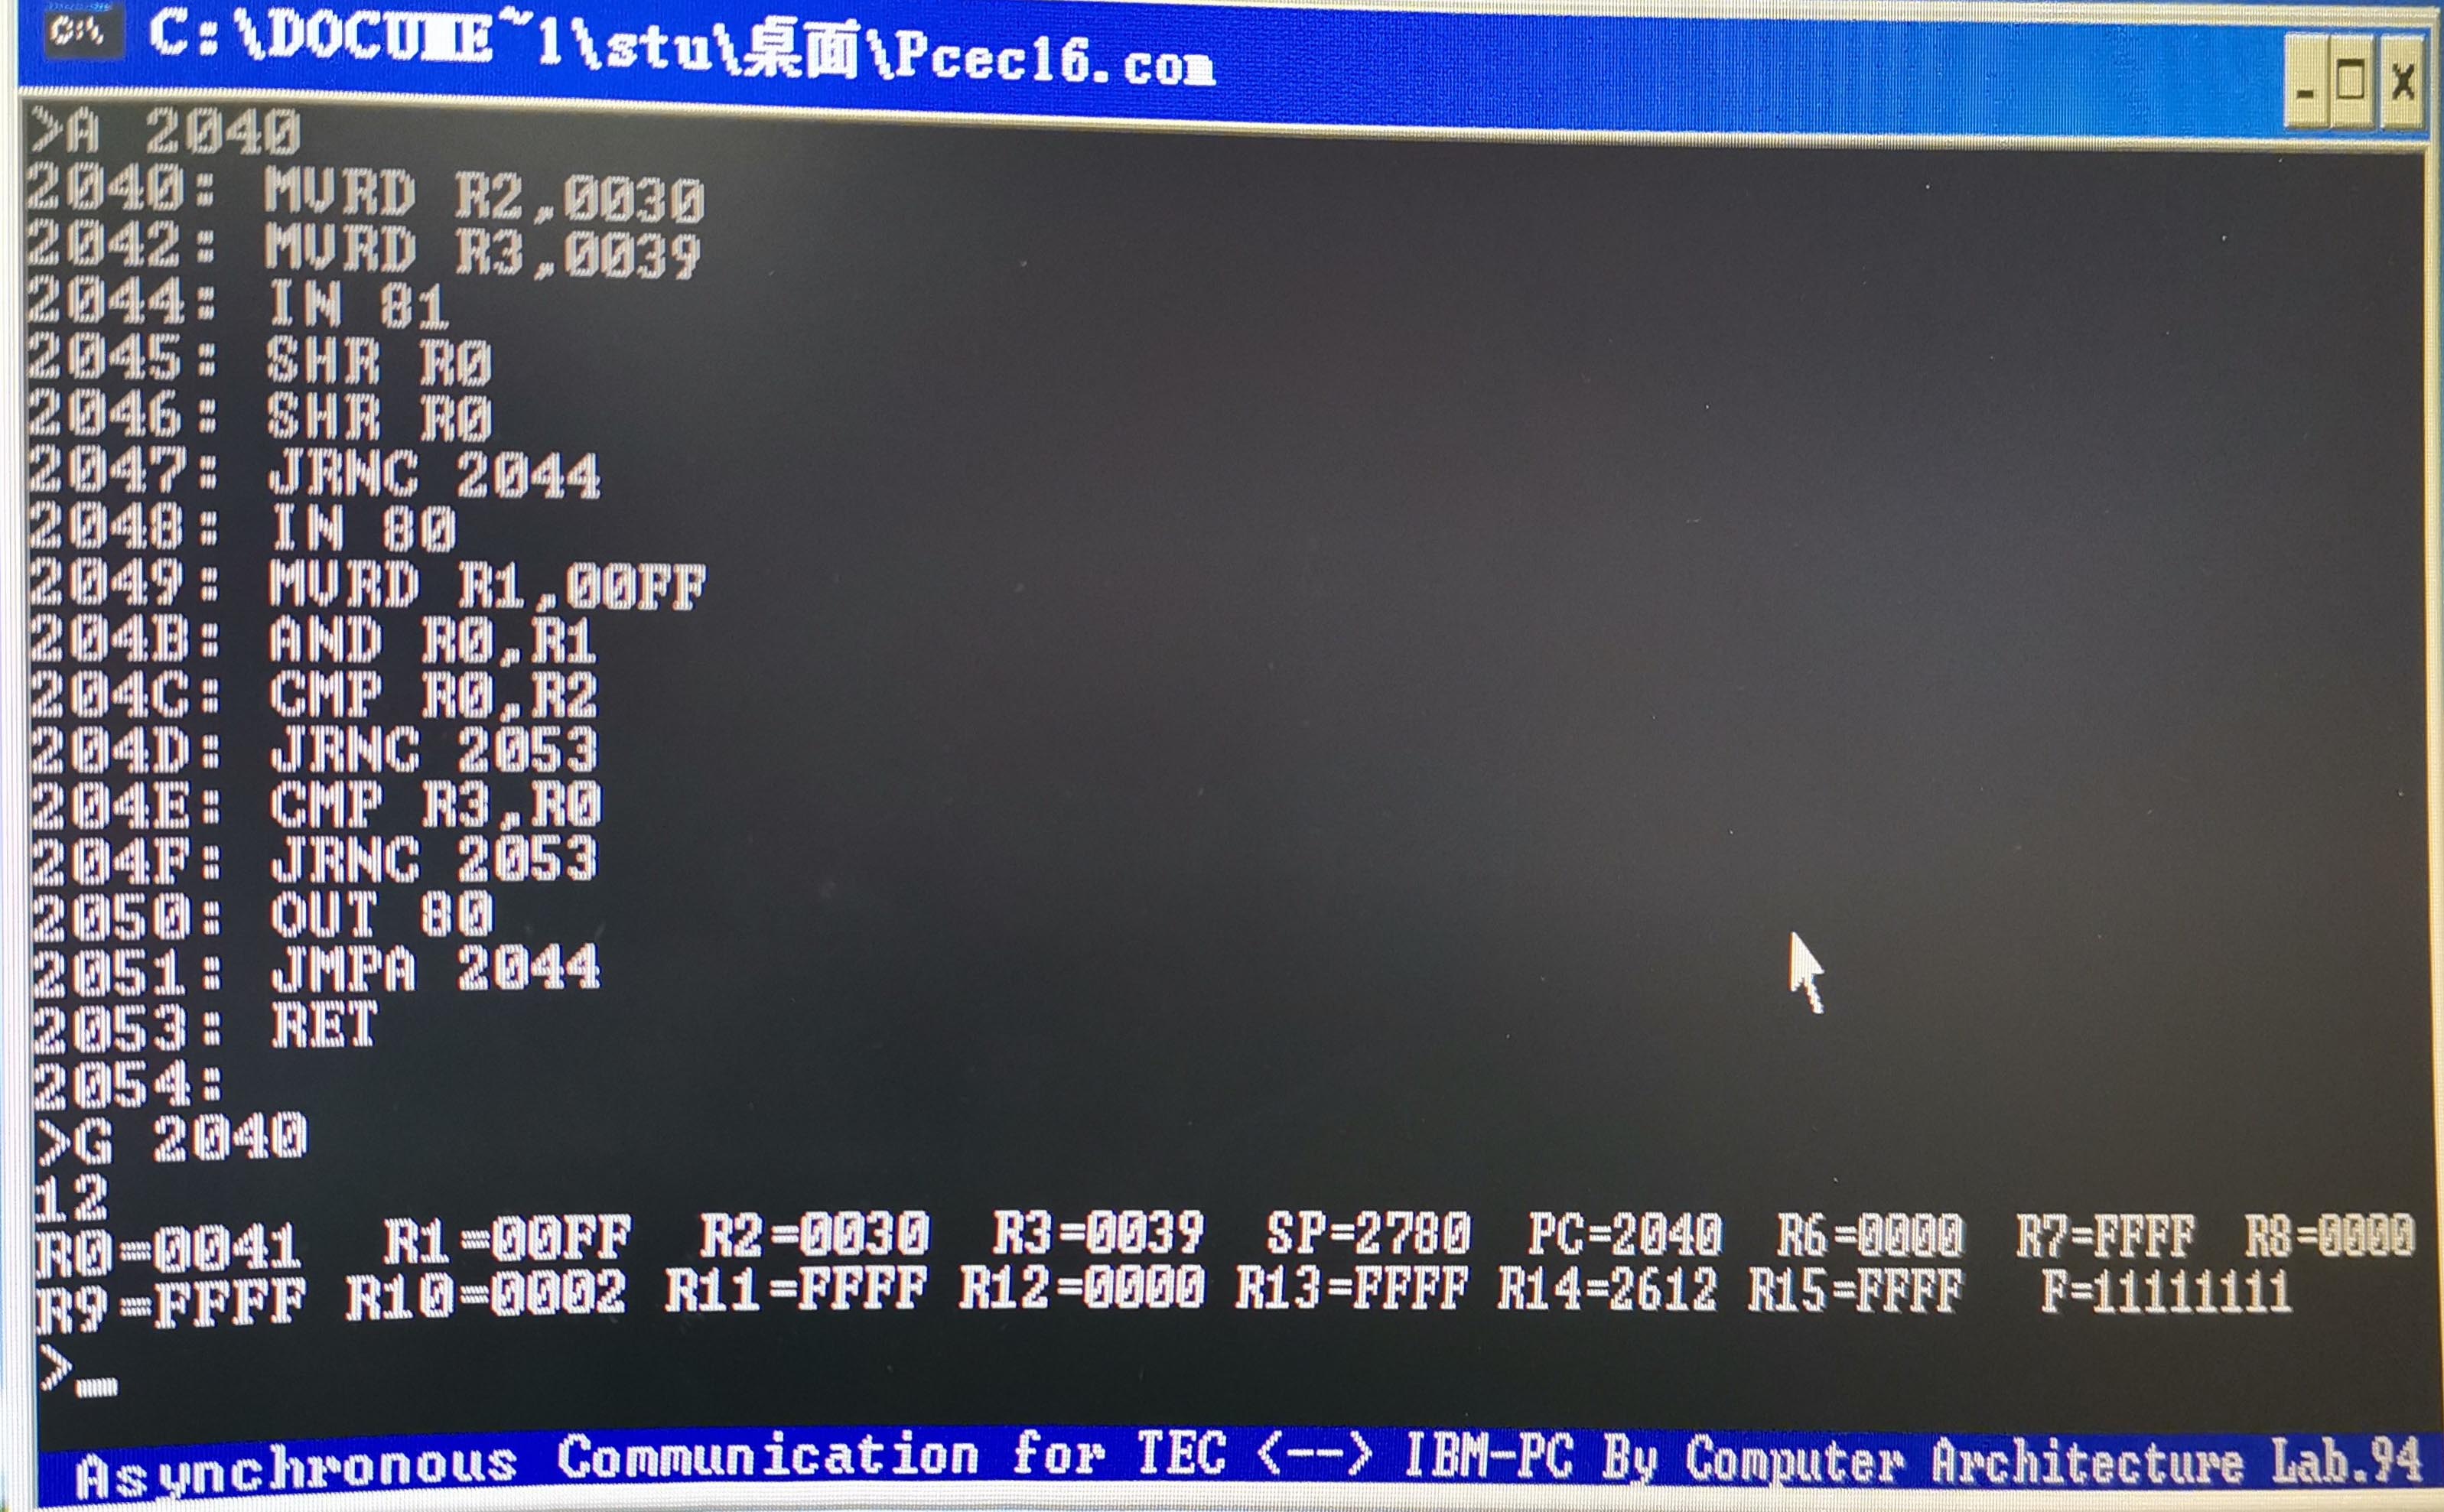 C:\DOCUME~1\stu\桌面\Pcec16.com
>A 2040
2040: MVRD R2,0030
2042: MVRD R3,0039
2044: IN 81
2045: SHR R0
2046: SHR R0
2047: JRNC 2044
2048: IN 80
2049: MVRD R1,00FF
204B: AND R0,R1
204C: CMP R0,R2
204D: JRNC 2053
204E: CMP R3,R0
204F: JRNC 2053
2050: OUT 80
2051: JMPA 2044
2053: RET
2054:
>G 2040
12
R0=0041 R1=00FF R2=0030 R3=0039 SP=2780 PC=2040 R6=0000 R7=FFFF R8=0000
R9=FFFF R10=0002 R11=FFFF R12=0000 R13=FFFF R14=2612 R15=FFFF F=11111111
>_
Asynchronous Communication for TEC <--> IBM-PC By Computer Architecture Lab.94